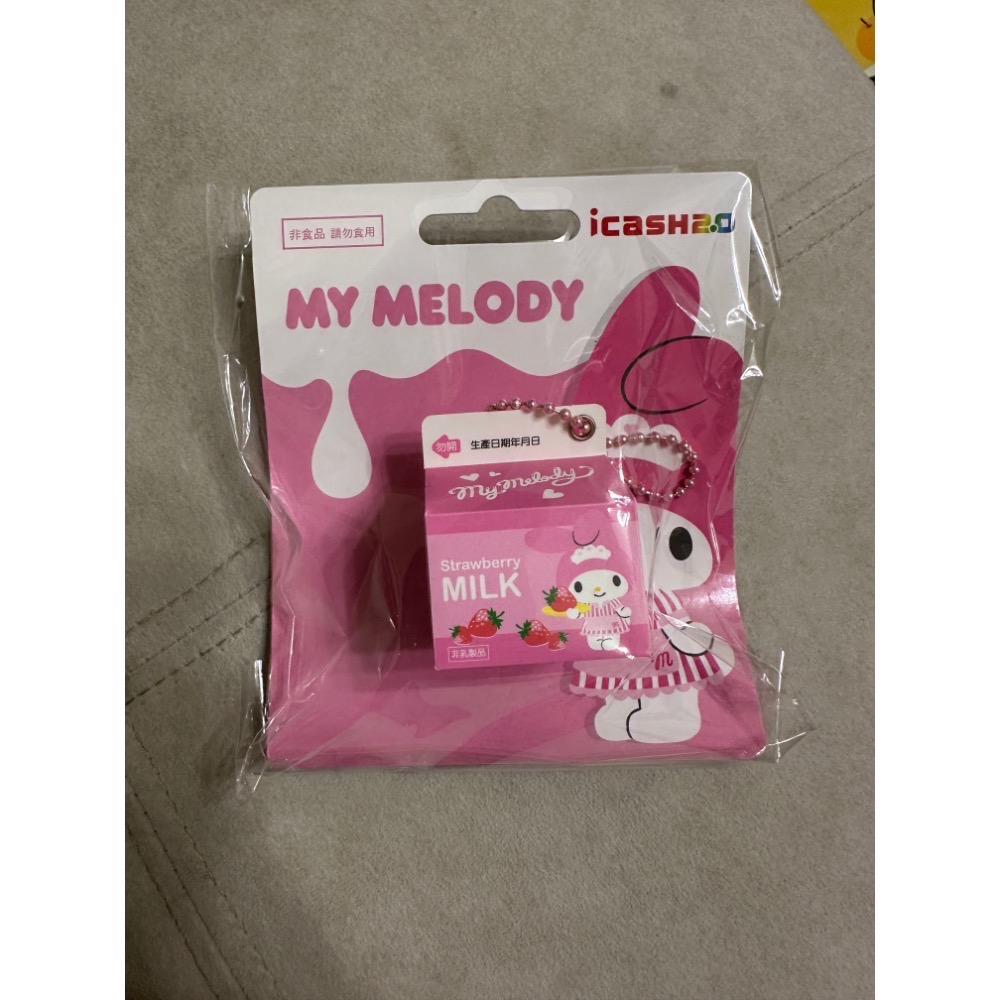 非食品 請勿食用
icash2.0
MY MELODY
勿開 生產日期年月日
My Melody
Strawberry
MILK
非乳製品
m